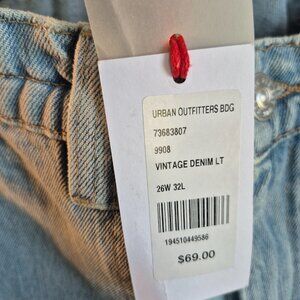 URBAN OUTFITTERS BDG
73683807
9908
VINTAGE DENIM LT
26W 32L
194510449586
$69.00